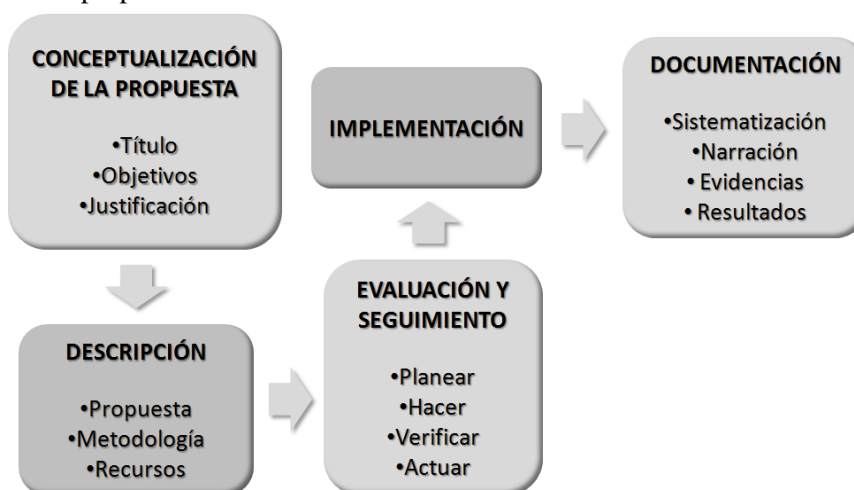 CONCEPTUALIZACIÓN
DE LA PROPUESTA
•Título
•Objetivos
•Justificación
DESCRIPCIÓN
•Propuesta
•Metodología
•Recursos
EVALUACIÓN Y
SEGUIMIENTO
•Planear
•Hacer
•Verificar
•Actuar
IMPLEMENTACIÓN
DOCUMENTACIÓN
•Sistematización
•Narración
• Evidencias
• Resultados